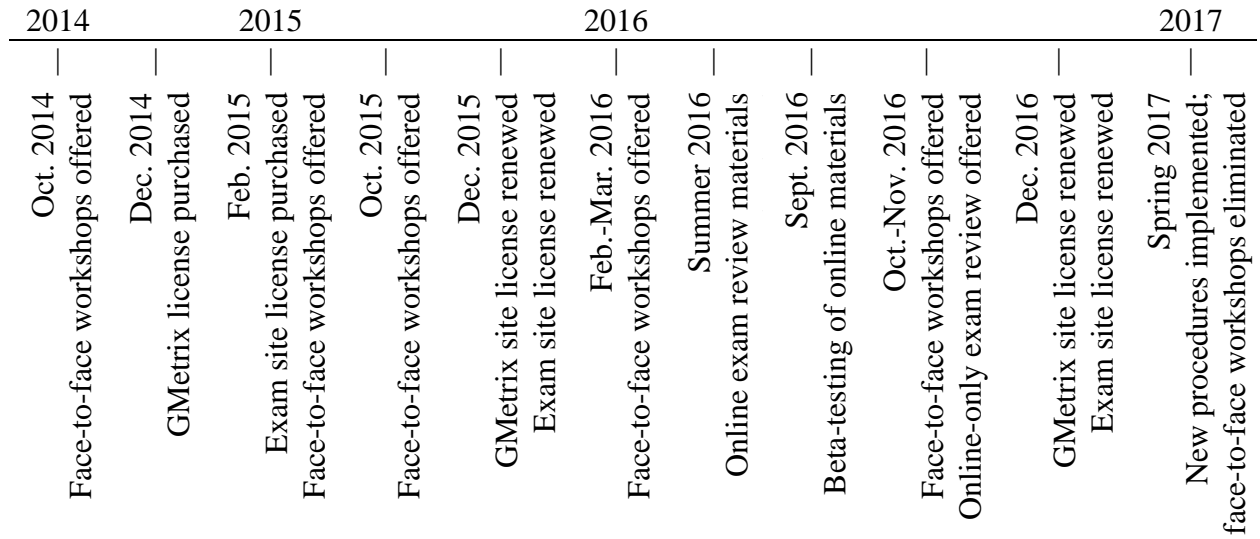 2014
2015
2016
2017
Oct. 2014
Face-to-face workshops offered
Dec. 2014
GMetrix license purchased
Feb. 2015
Exam site license purchased
Face-to-face workshops offered
Oct. 2015
Face-to-face workshops offered
Dec. 2015
GMetrix site license renewed
Exam site license renewed
Feb.-Mar. 2016
Face-to-face workshops offered
Summer 2016
Online exam review materials
Sept. 2016
Beta-testing of online materials
Oct.-Nov. 2016
Face-to-face workshops offered
Online-only exam review offered
Dec. 2016
GMetrix site license renewed
Exam site license renewed
Spring 2017
New procedures implemented;
face-to-face workshops eliminated